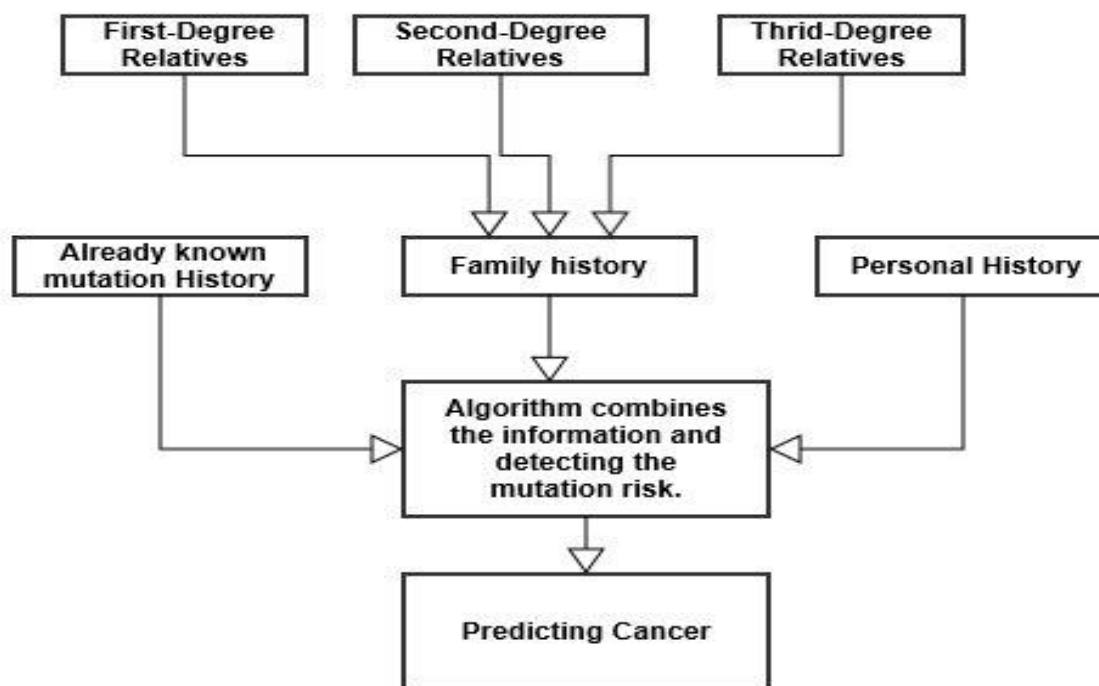 First-Degree
Relatives
Second-Degree
Relatives
Thrid-Degree
Relatives
Already known
mutation History
Family history
Personal History
Algorithm combines
the information and
detecting the
mutation risk.
Predicting Cancer